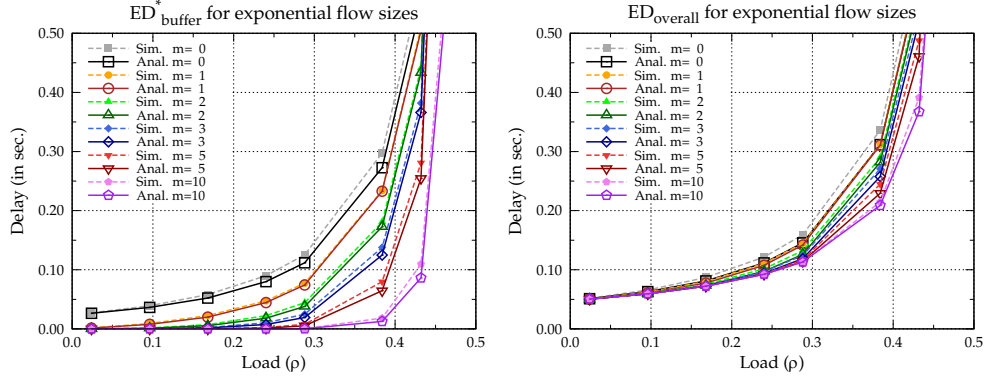 ED*buffer for exponential flow sizes
Delay (in sec.)
0.50
0.40
0.30
0.20
0.10
0.00
Sim. m= 0
Anal. m= 0
Sim. m= 1
Anal. m= 1
Sim. m= 2
Anal. m= 2
Sim. m= 3
Anal. m= 3
Sim. m= 5
Anal. m= 5
Sim. m=10
Anal. m=10
0.0 0.1 0.2 0.3 0.4 0.5
Load (ρ)
EDoverall for exponential flow sizes
Delay (in sec.)
0.50
0.40
0.30
0.20
0.10
0.00
Sim. m= 0
Anal. m= 0
Sim. m= 1
Anal. m= 1
Sim. m= 2
Anal. m= 2
Sim. m= 3
Anal. m= 3
Sim. m= 5
Anal. m= 5
Sim. m=10
Anal. m=10
0.0 0.1 0.2 0.3 0.4 0.5
Load (ρ)